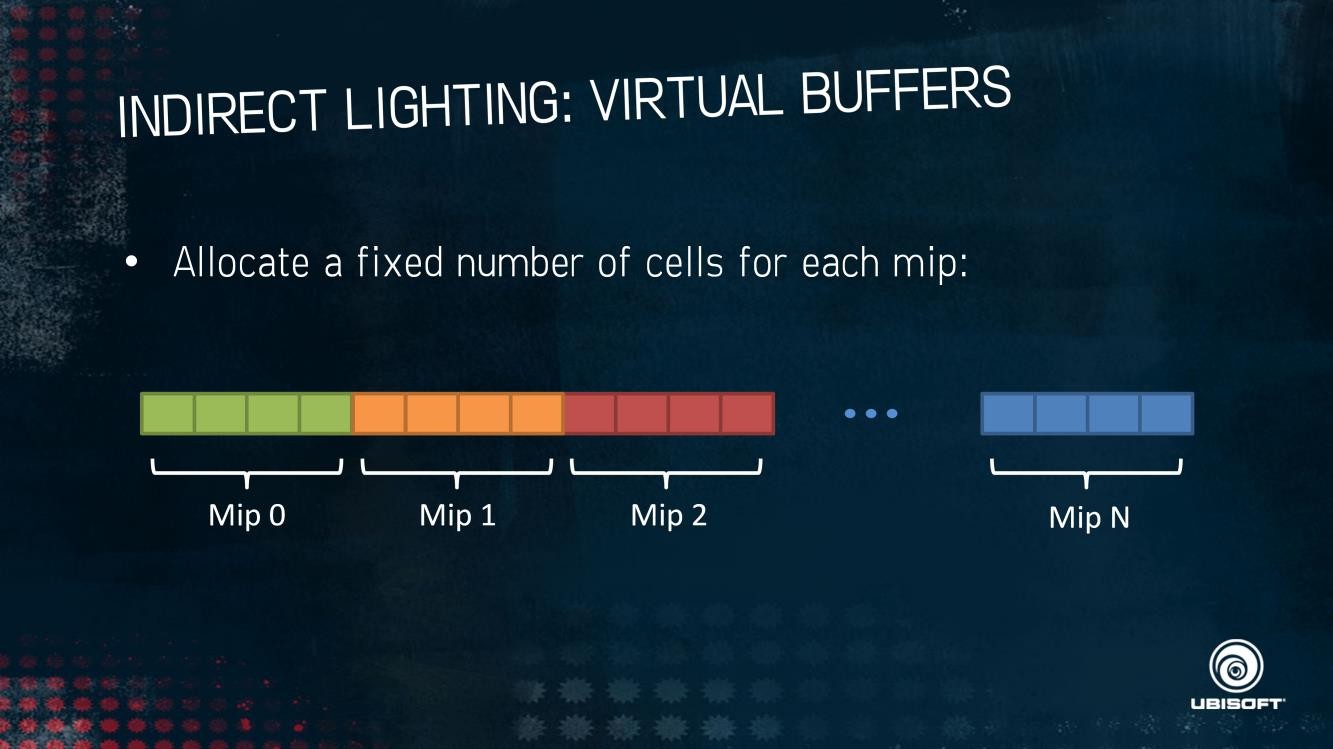 INDIRECT LIGHTING: VIRTUAL BUFFERS
• Allocate a fixed number of cells for each mip:
Mip 0 Mip 1 Mip 2 Mip N
UBISOFT